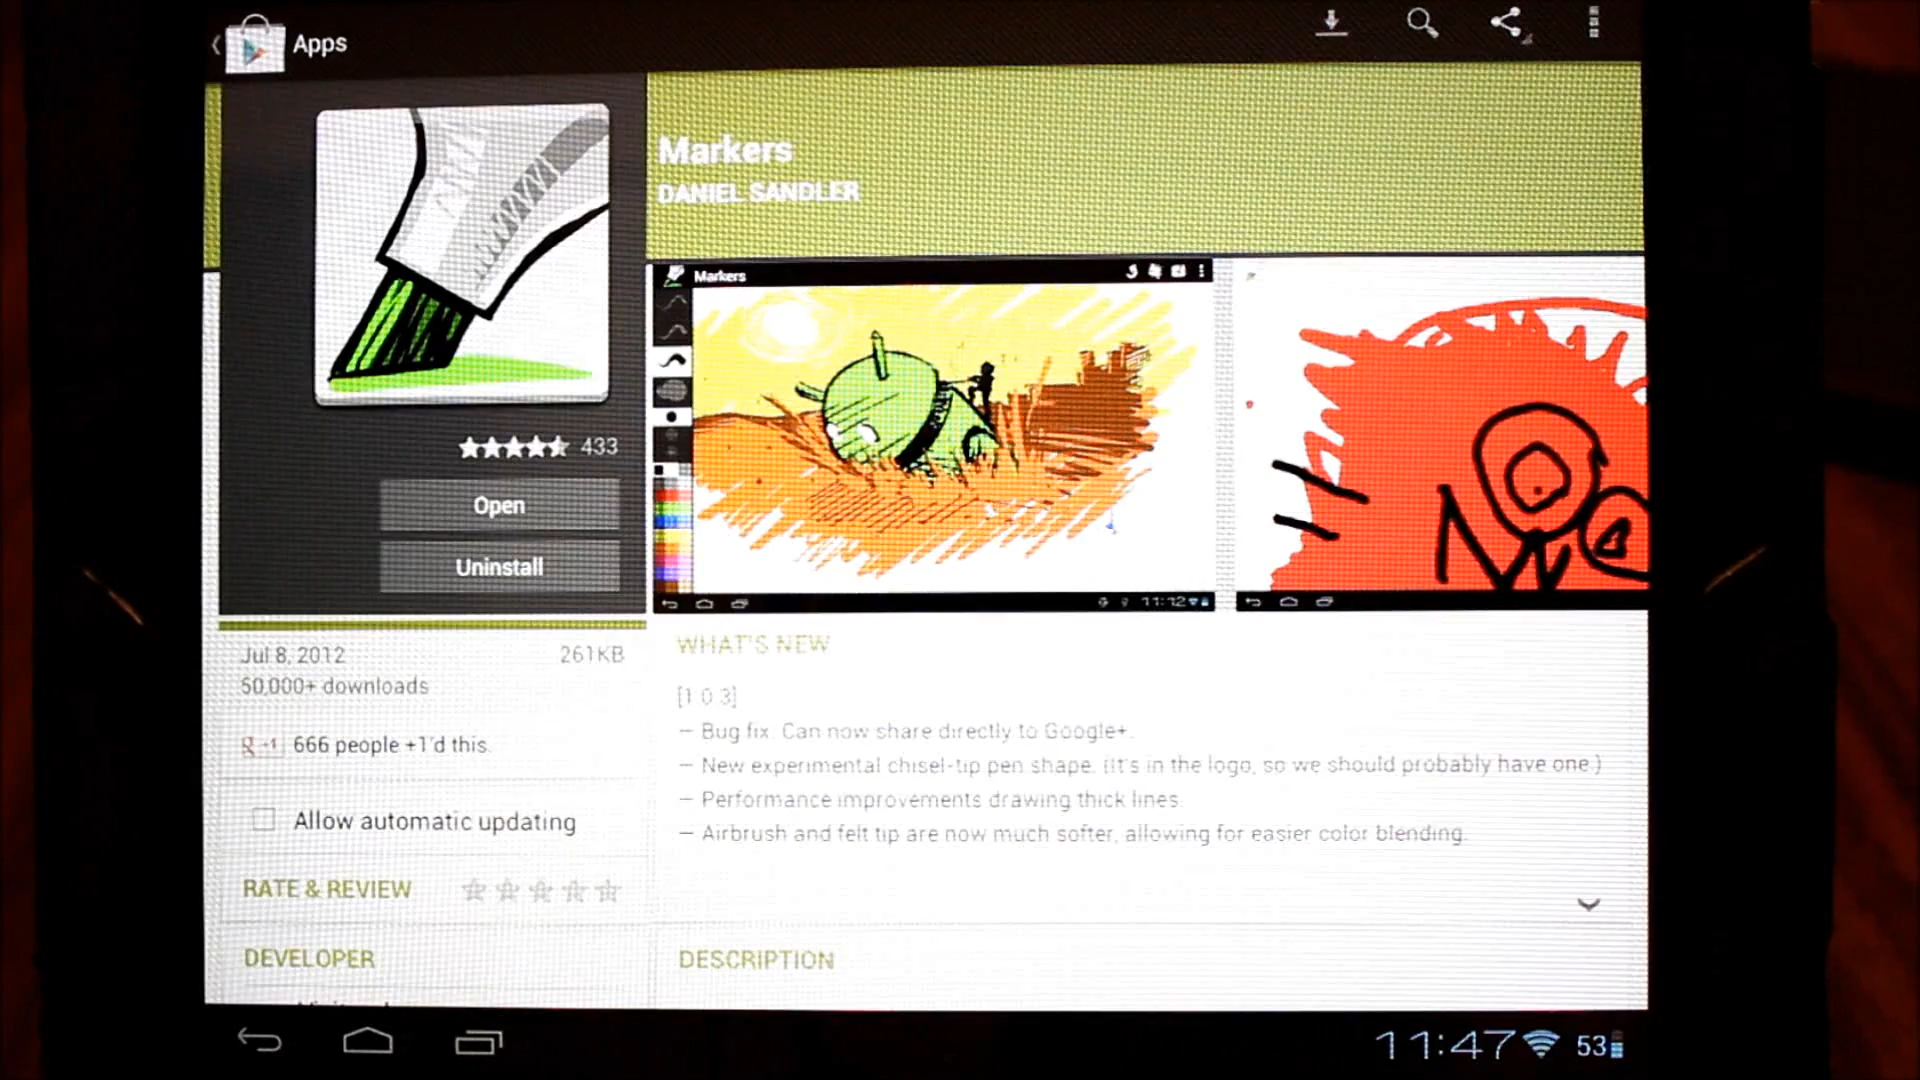 Apps
Markers
DANIEL SANDLER
Markers
433
Open
Uninstall
11:12
Jul 8, 2012
261KB
50,000+ downloads
+1
666 people +1'd this.
Allow automatic updating
RATE & REVIEW
DEVELOPER
WHAT'S NEW
[1.0.3]
– Bug fix. Can now share directly to Google+.
– New experimental chisel-tip pen shape. (It's in the logo, so we should probably have one.)
– Performance improvements drawing thick lines.
– Airbrush and felt tip are now much softer, allowing for easier color blending.
DESCRIPTION
11:47
53